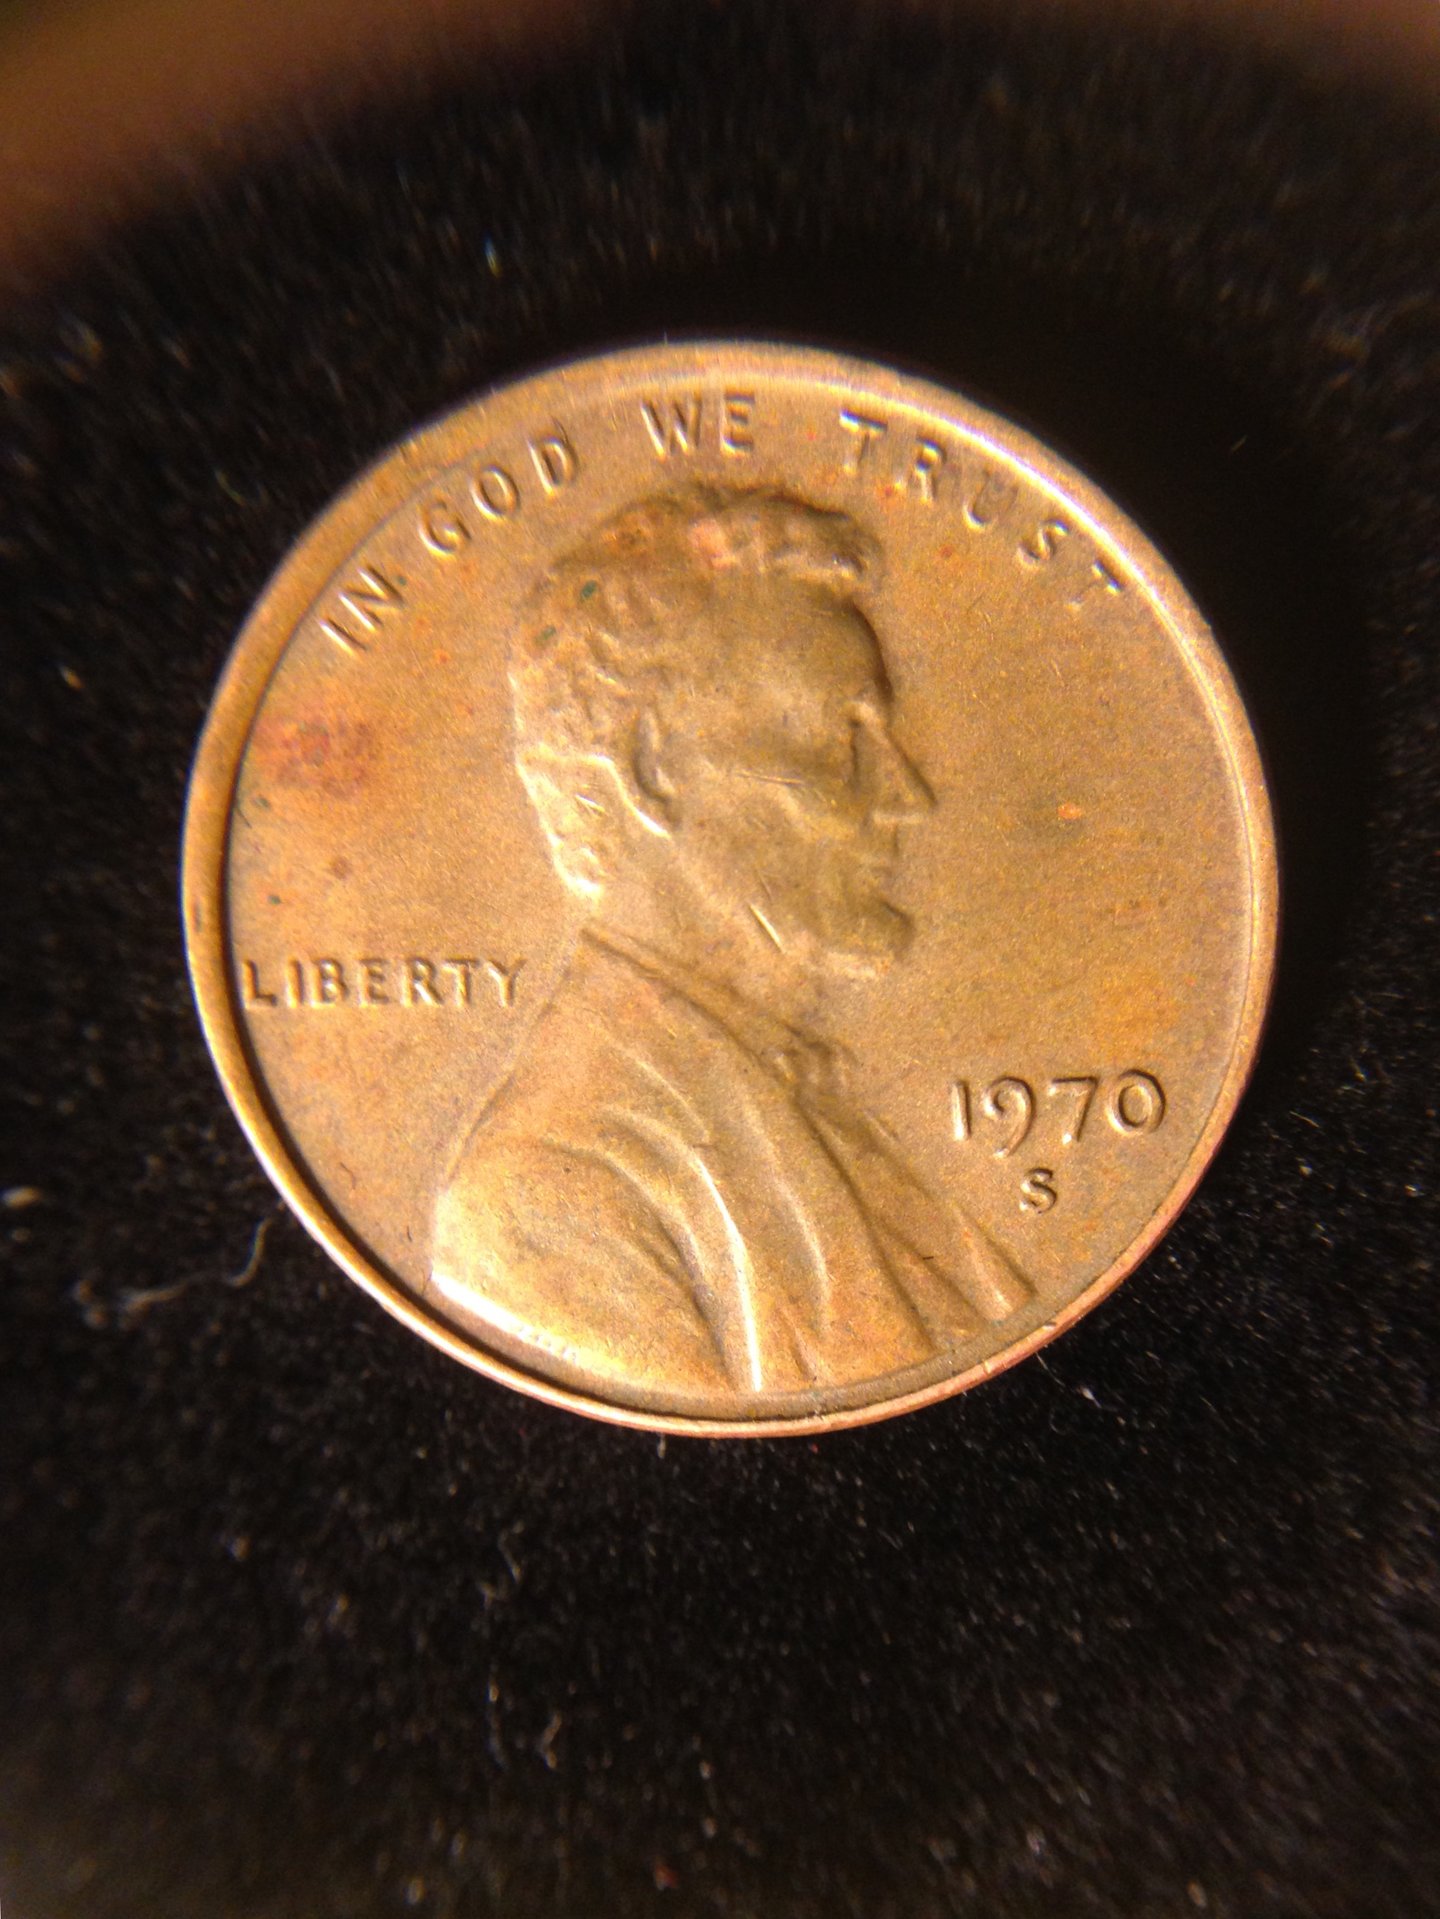 IN GOD WE TRUST
LIBERTY
1970
S